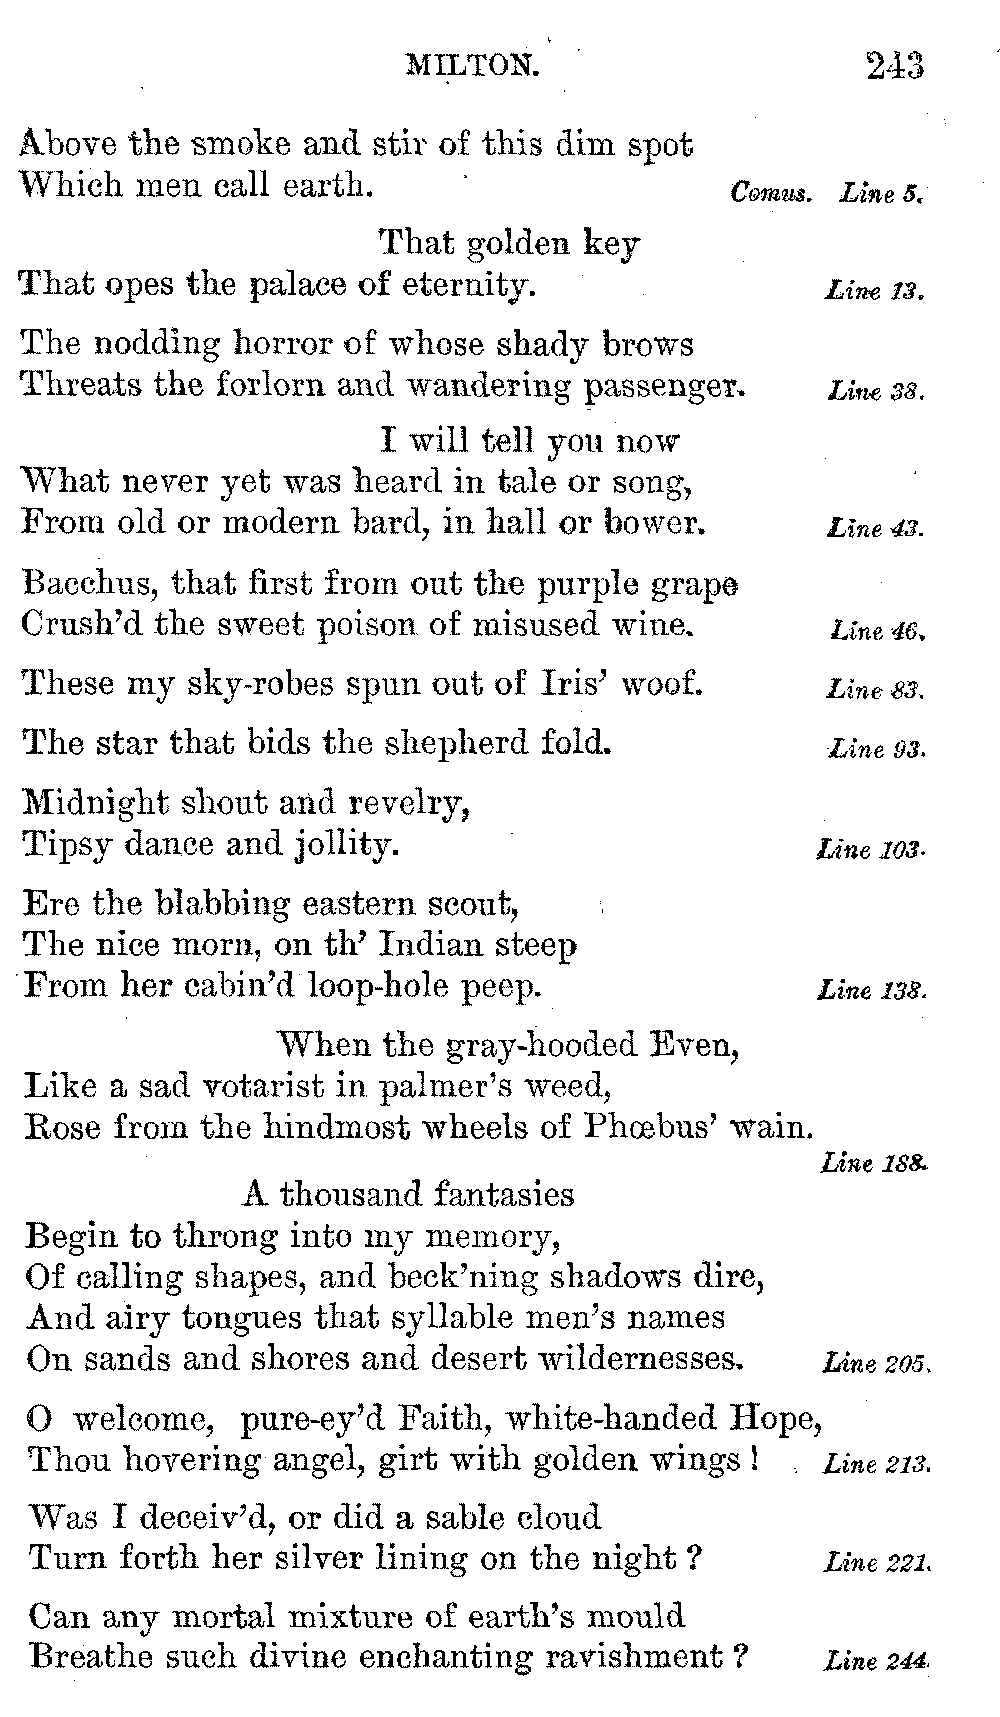 MILTON. 243
Above the smoke and stir of this dim spot
Which men call earth. Comus. Line 5.
That golden key
That opes the palace of eternity. Line 13.
The nodding horror of whose shady brows
Threats the forlorn and wandering passenger. Line 38.
I will tell you now
What never yet was heard in tale or song,
From old or modern bard, in hall or bower. Line 43.
Bacchus, that first from out the purple grape
Crush'd the sweet poison of misused wine. Line 46.
These my sky-robes spun out of Iris' woof. Line 83.
The star that bids the shepherd fold. Line 93.
Midnight shout and revelry,
Tipsy dance and jollity. Line 103.
Ere the blabbing eastern scout,
The nice morn, on th' Indian steep
From her cabin'd loop-hole peep. Line 138.
When the gray-hooded Even,
Like a sad votarist in palmer's weed,
Rose from the hindmost wheels of Phœbus' wain.
Line 188.
A thousand fantasies
Begin to throng into my memory,
Of calling shapes, and beck'ning shadows dire,
And airy tongues that syllable men's names
On sands and shores and desert wildernesses. Line 205.
O welcome, pure-ey'd Faith, white-handed Hope,
Thou hovering angel, girt with golden wings! Line 213.
Was I deceiv'd, or did a sable cloud
Turn forth her silver lining on the night? Line 221.
Can any mortal mixture of earth's mould
Breathe such divine enchanting ravishment? Line 244.